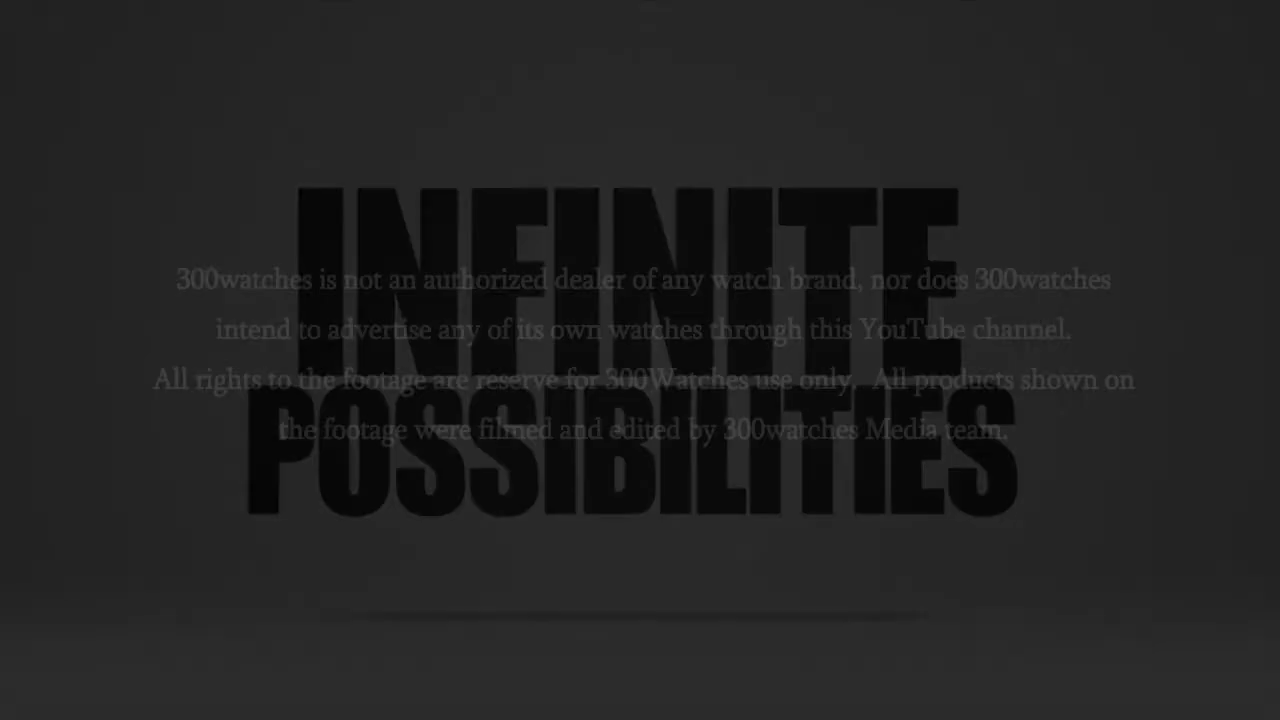 INFINITE
POSSIBILITIES
300watches is not an authorized dealer of any watch brand, nor does 300watches
intend to advertise any of its own watches through this YouTube channel.
All rights to the footage are reserve for 300Watches use only. All products shown on
the footage were filmed and edited by 300watches Media team.